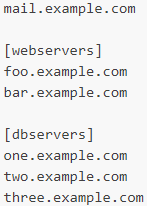 mail.example.com
[webservers]
foo.example.com
bar.example.com
[dbservers]
one.example.com
two.example.com
three.example.com